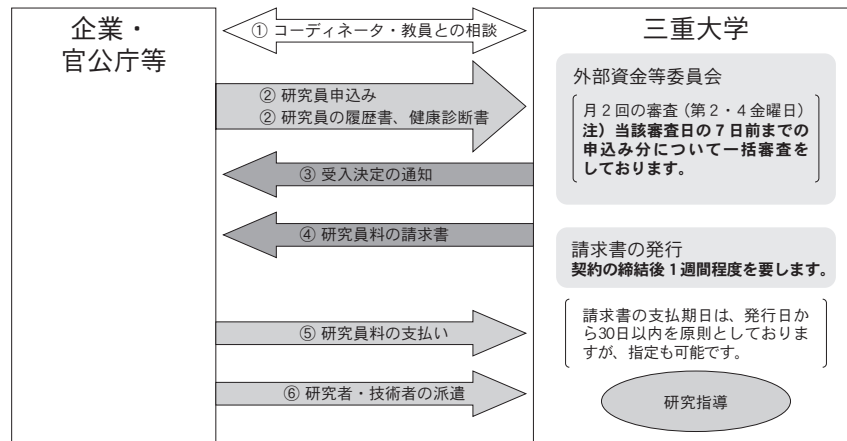 企業・
官公庁等
① コーディネータ・教員との相談
② 研究員申込み
② 研究員の履歴書、健康診断書
③ 受入決定の通知
④ 研究員料の請求書
⑤ 研究員料の支払い
⑥ 研究者・技術者の派遣
三重大学
外部資金等委員会
月２回の審査（第２・４金曜日）
注）当該審査日の７日前までの
申込み分について一括審査を
しております。
請求書の発行
契約の締結後１週間程度を要します。
請求書の支払期日は、発行日か
ら30日以内を原則としておりま
すが、指定も可能です。
研究指導